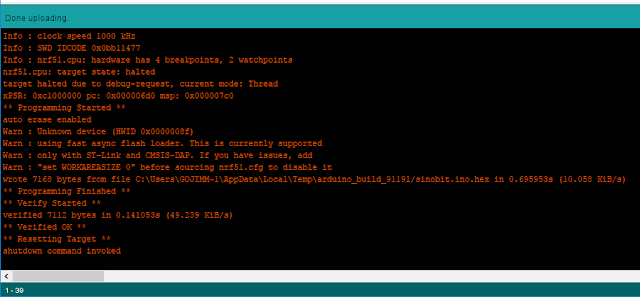 Done uploading.
Info : clock speed 1000 kHz
Info : SWD IDCODE 0x0bb11477
Info : nrf51.cpu: hardware has 4 breakpoints, 2 watchpoints
nrf51.cpu: target state: halted
target halted due to debug-request, current mode: Thread
xPSR: 0xc1000000 pc: 0x000006d0 msp: 0x000007c0
** Programming Started **
auto erase enabled
Warn : Unknown device (HWID 0x0000008f)
Warn : using fast async flash loader. This is currently supported
Warn : only with ST-Link and CMSIS-DAP. If you have issues, add
Warn : "set WORKAREASIZE 0" before sourcing nrf51.cfg to disable it
wrote 7168 bytes from file C:\Users\GOJIMM~1\AppData\Local\Temp\arduino_build_91191/sinobit.ino.hex in 0.695953s (10.058 KiB/s)
** Programming Finished **
** Verify Started **
verified 7112 bytes in 0.141053s (49.239 KiB/s)
** Verified OK **
** Resetting Target **
shutdown command invoked
1 - 39